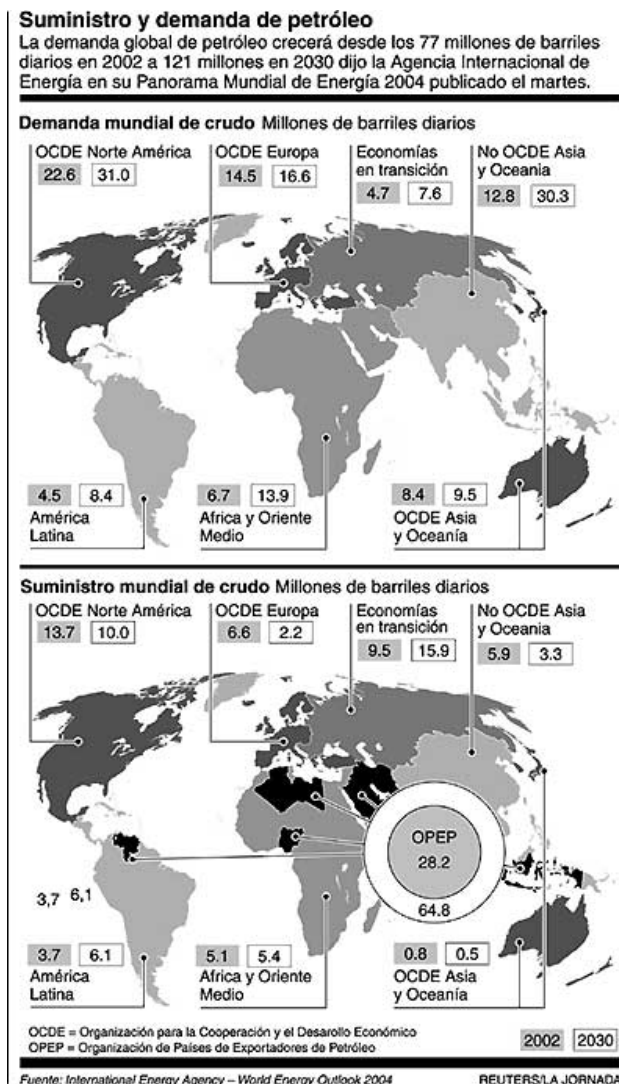 Suministro y demanda de petróleo
La demanda global de petróleo crecerá desde los 77 millones de barriles
diarios en 2002 a 121 millones en 2030 dijo la Agencia Internacional de
Energía en su Panorama Mundial de Energía 2004 publicado el martes.
Demanda mundial de crudo Millones de barriles diarios
OCDE Norte América
22.6 31.0
OCDE Europa
14.5 16.6
Economías
en transición
4.7 7.6
No OCDE Asia
y Oceania
12.8 30.3
4.5 8.4
América
Latina
6.7 13.9
Africa y Oriente
Medio
8.4 9.5
OCDE Asia
y Oceanía
Suministro mundial de crudo Millones de barriles diarios
OCDE Norte América
13.7 10.0
OCDE Europa
6.6 2.2
Economías
en transición
9.5 15.9
No OCDE Asia
y Oceania
5.9 3.3
OPEP
28.2
64.8
3,7 6,1
3.7 6.1
América
Latina
5.1 5.4
Africa y Oriente
Medio
0.8 0.5
OCDE Asia
y Oceanía
OCDE = Organización para la Cooperación y el Desarollo Económico
OPEP = Organización de Países de Exportadores de Petróleo
2002 2030
Fuente: International Energy Agency – World Energy Outlook 2004
REUTERS/LA JORNADA